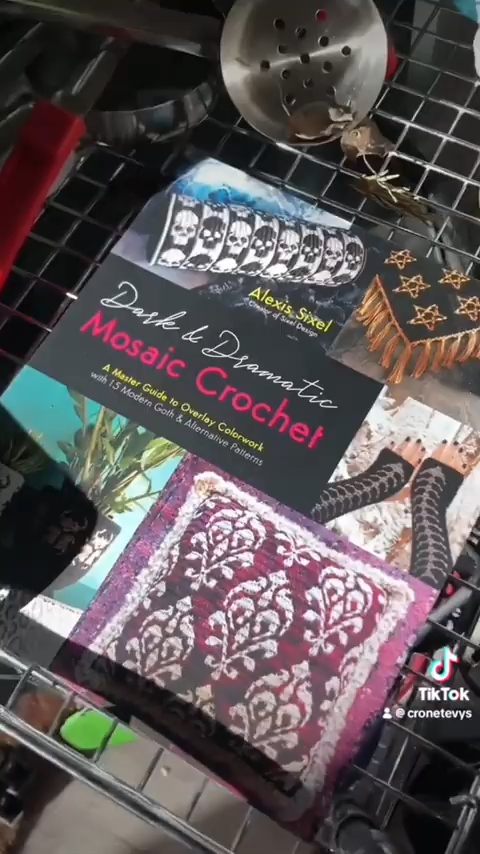 Alexis Sixel
Creator of Sixel Design
Dark & Dramatic
Mosaic Crochet
A Master Guide to Overlay Colorwork
with 15 Modern Goth & Alternative Patterns
TikTok
@cronetevys